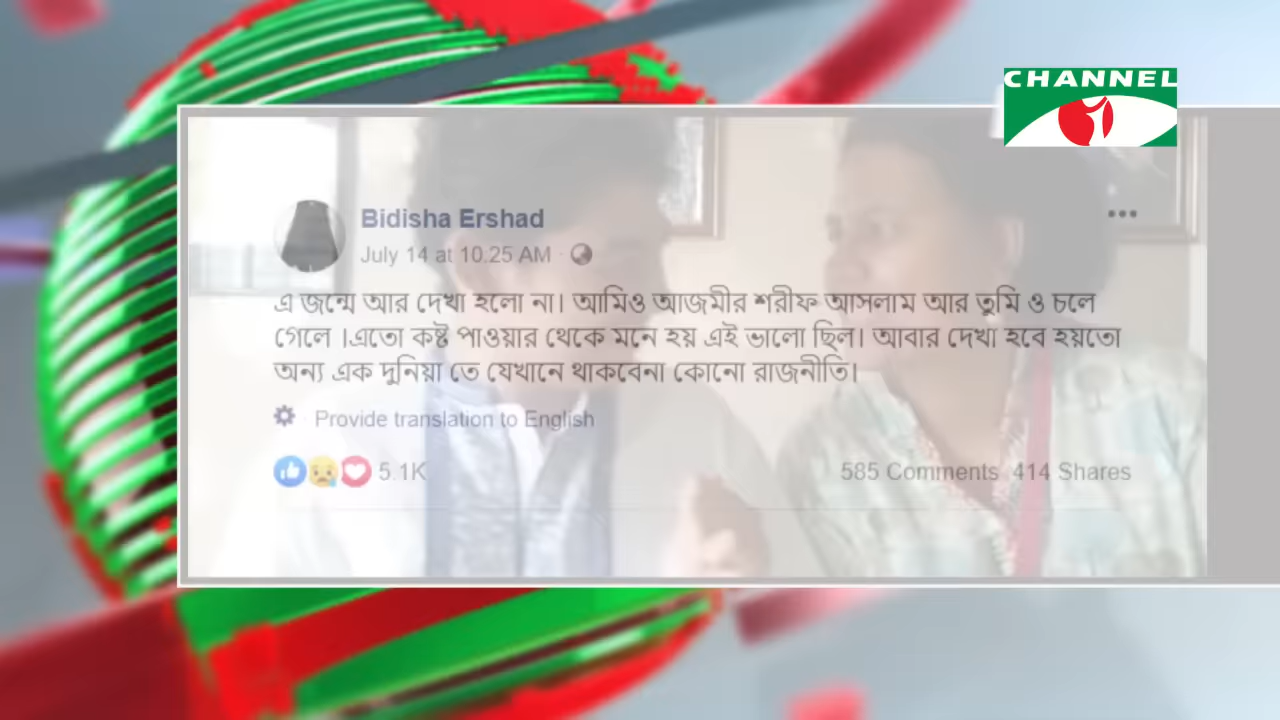 CHANNEL
Bidisha Ershad
July 14 at 10.25 AM ·
এ জন্মে আর দেখা হলো না। আমিও আজমীর শরীফ আসলাম আর তুমি ও চলে
গেলে ।এতো কষ্ট পাওয়ার থেকে মনে হয় এই ভালো ছিল। আবার দেখা হবে হয়তো
অন্য এক দুনিয়া তে যেখানে থাকবেনা কোনো রাজনীতি।
Provide translation to English
5.1K 585 Comments 414 Shares